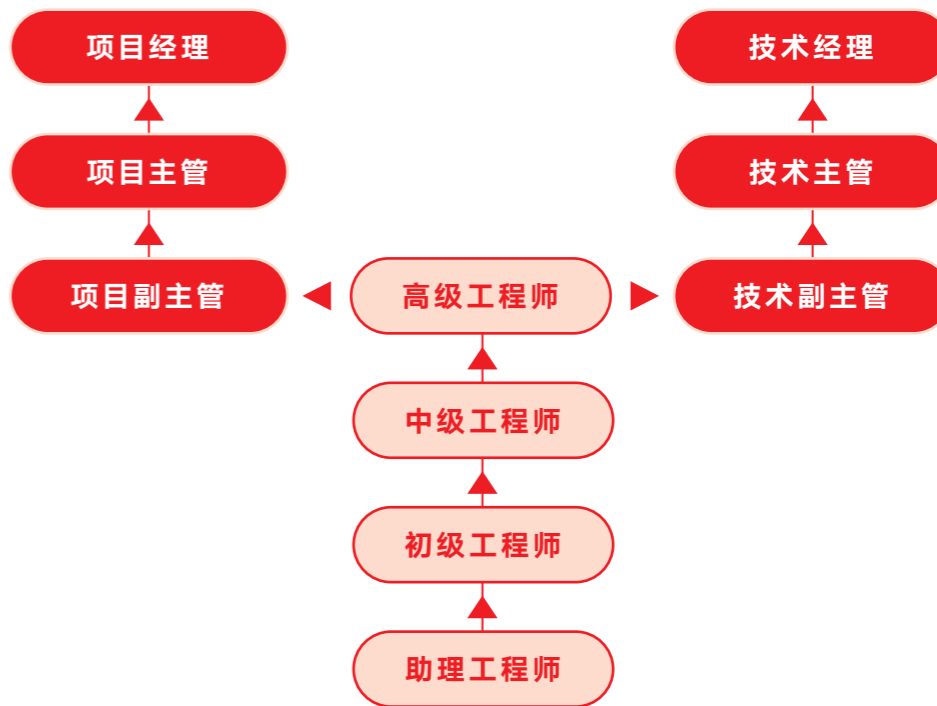 项目经理
技术经理
项目主管
技术主管
项目副主管
高级工程师
技术副主管
中级工程师
初级工程师
助理工程师